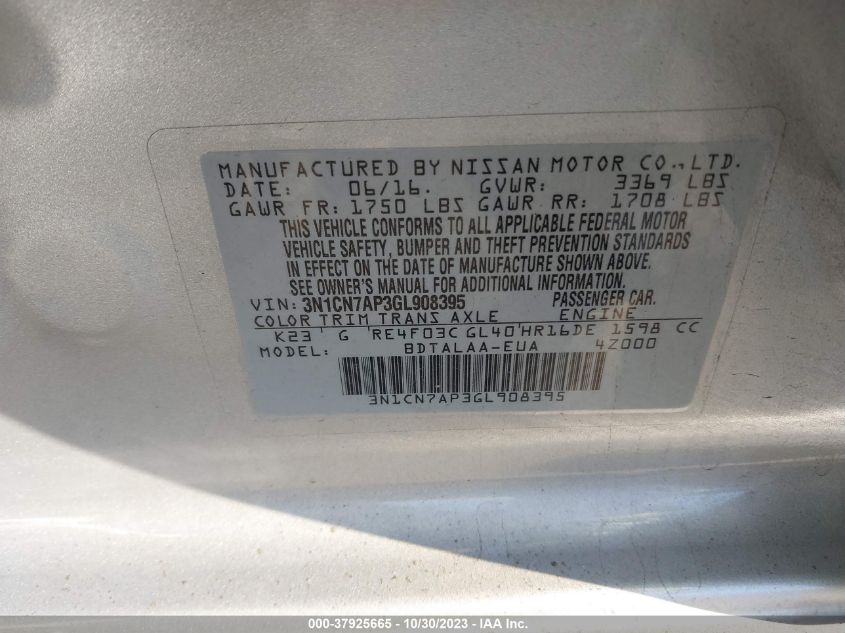 MANUFACTURED BY NISSAN MOTOR CO., LTD.
DATE: 06/16. GVWR: 3369 LBS
GAWR FR: 1750 LBS GAWR RR: 1708 LBS
THIS VEHICLE CONFORMS TO ALL APPLICABLE FEDERAL MOTOR
VEHICLE SAFETY, BUMPER AND THEFT PREVENTION STANDARDS
IN EFFECT ON THE DATE OF MANUFACTURE SHOWN ABOVE.
SEE OWNER'S MANUAL FOR ADDITIONAL INFORMATION.
VIN: 3N1CN7AP3GL908395 PASSENGER CAR.
COLOR TRIM TRANS AXLE ENGINE
K23 G RE4F03C GL40 HR16DE 1598 CC
MODEL: BDTALAA-EUA 4Z000
3N1CN7AP3GL908395
000-37925665 - 10/30/2023 - IAA Inc.